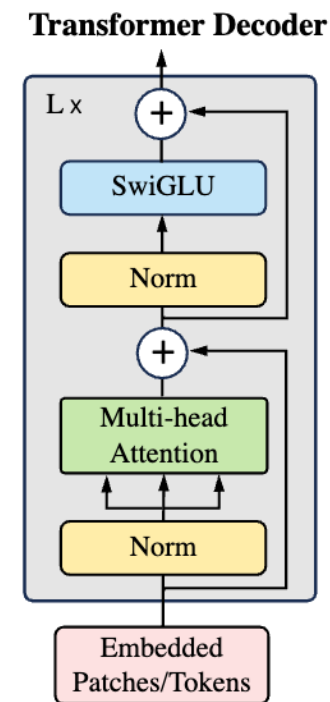 Transformer Decoder
L x
+
SwiGLU
Norm
+
Multi-head
Attention
Norm
Embedded
Patches/Tokens